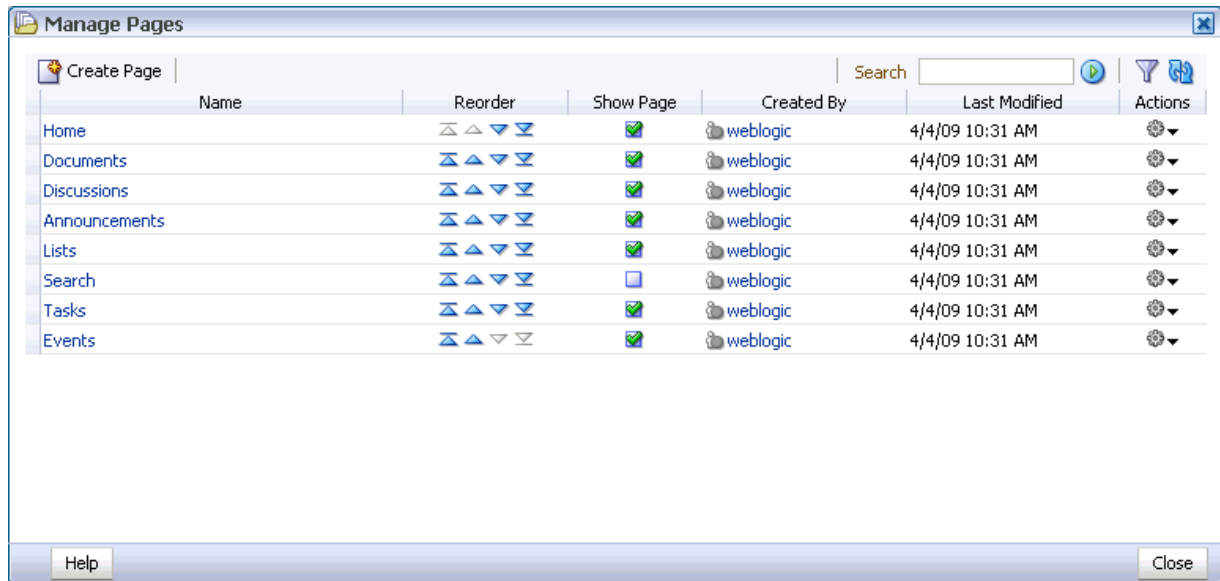 Manage Pages
Create Page Search
Name Reorder Show Page Created By Last Modified Actions
Home weblogic 4/4/09 10:31 AM
Documents weblogic 4/4/09 10:31 AM
Discussions weblogic 4/4/09 10:31 AM
Announcements weblogic 4/4/09 10:31 AM
Lists weblogic 4/4/09 10:31 AM
Search weblogic 4/4/09 10:31 AM
Tasks weblogic 4/4/09 10:31 AM
Events weblogic 4/4/09 10:31 AM
Help Close